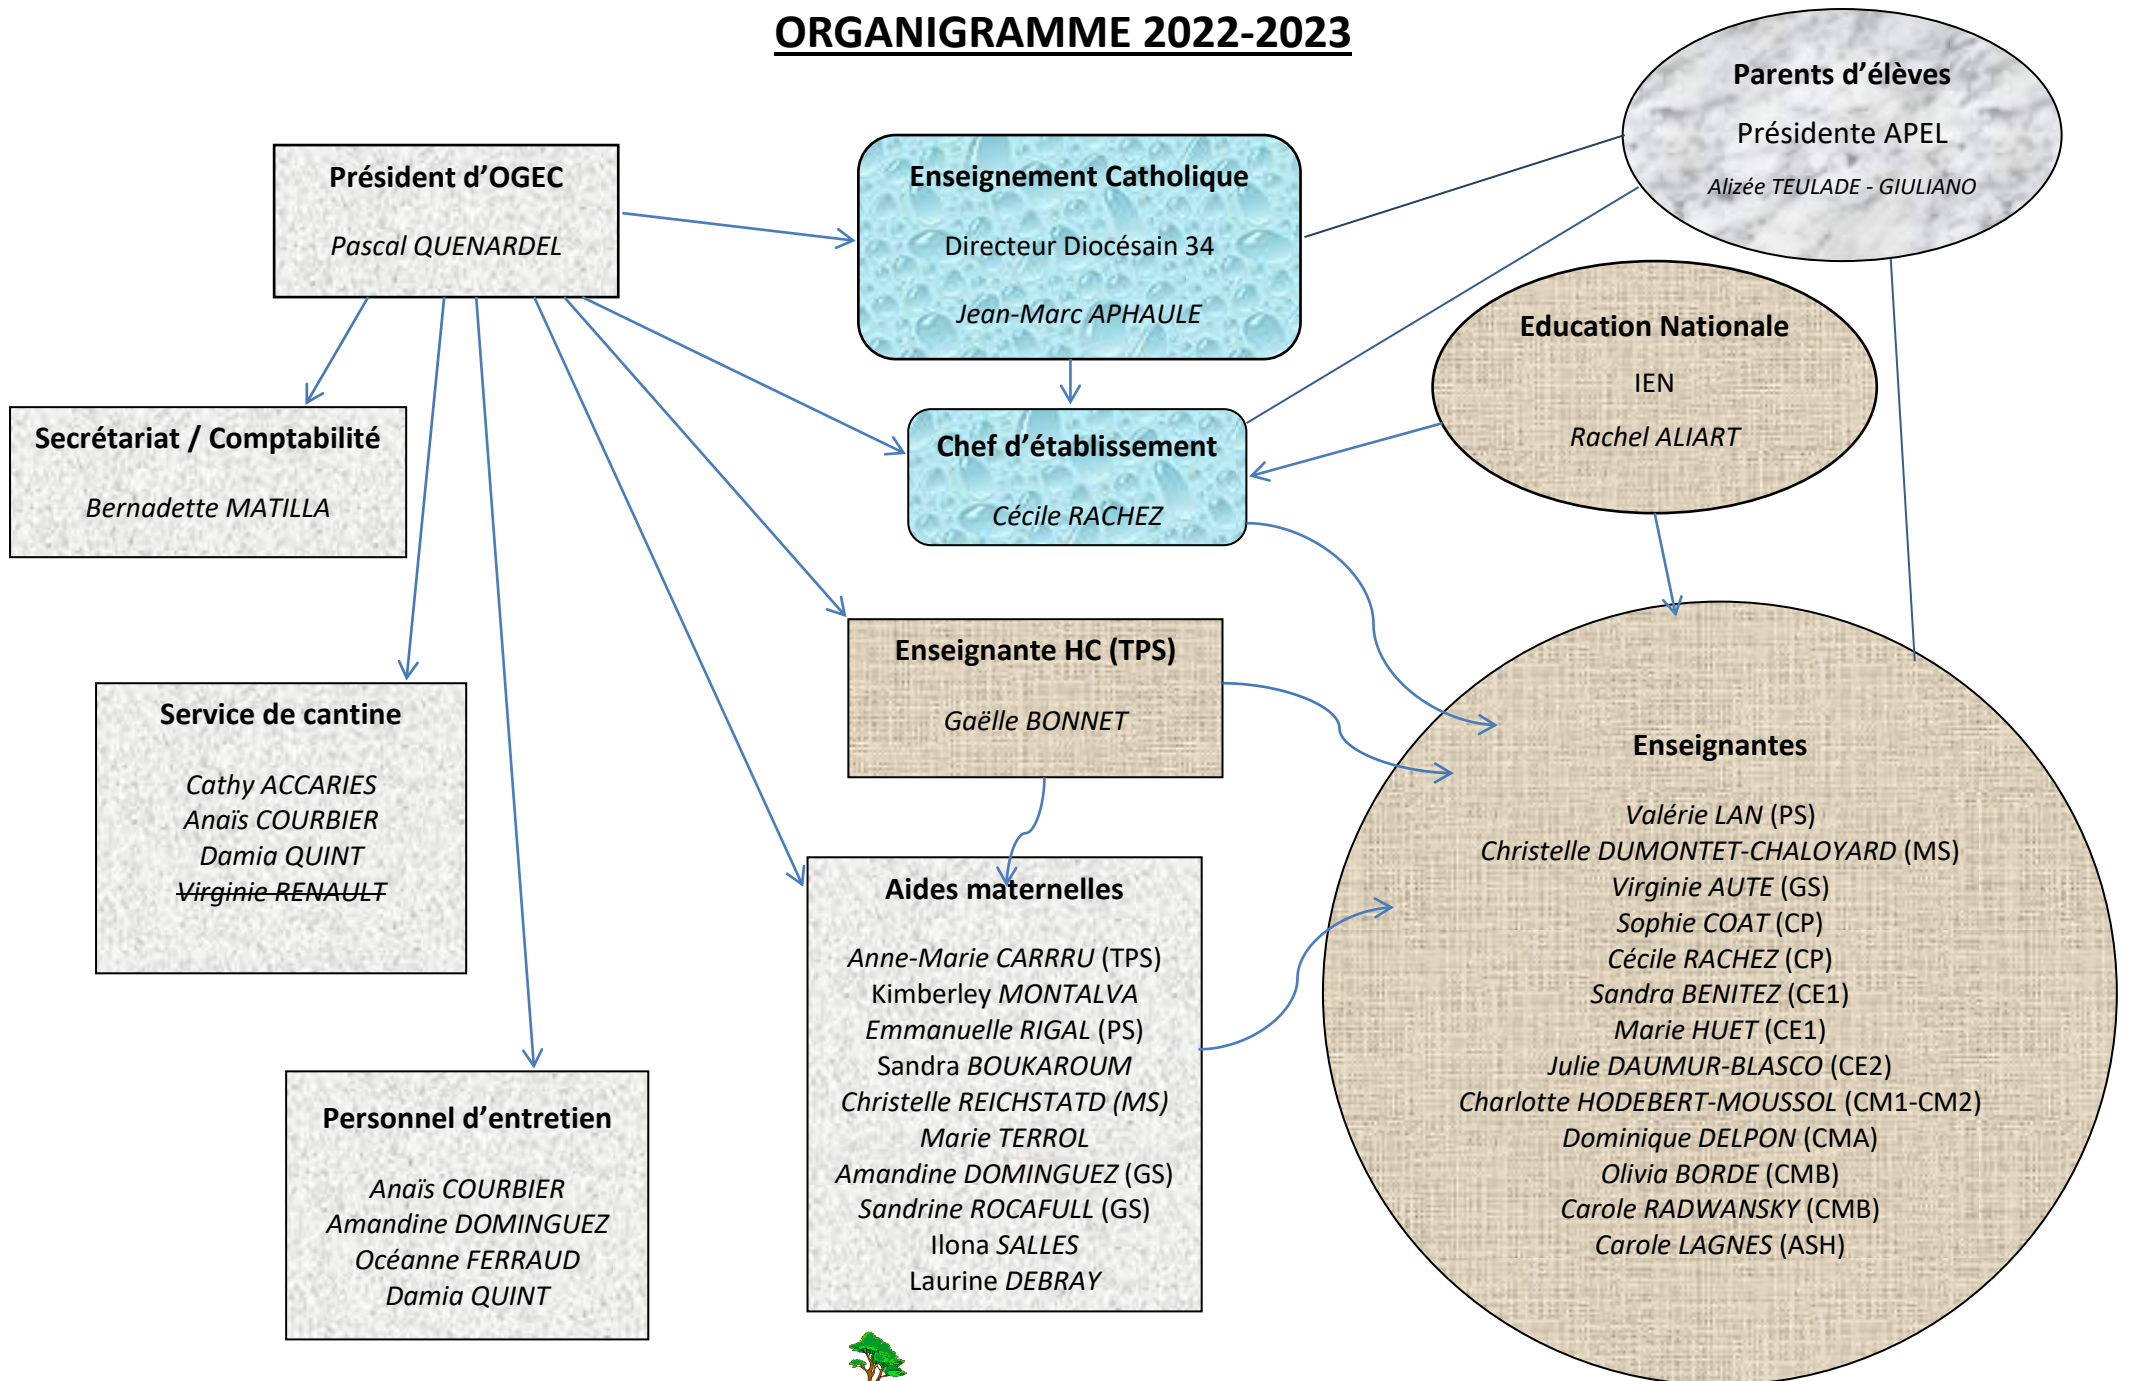 ORGANIGRAMME 2022-2023
Parents d'élèves
Présidente APEL
Alizée TEULADE - GIULIANO
Président d'OGEC
Pascal QUENARDEL
Enseignement Catholique
Directeur Diocésain 34
Jean-Marc APHAULE
Education Nationale
IEN
Rachel ALIART
Secrétariat / Comptabilité
Bernadette MATILLA
Chef d'établissement
Cécile RACHEZ
Service de cantine
Cathy ACCARIES
Anaïs COURBIER
Damia QUINT
Virginie RENAULT
Enseignante HC (TPS)
Gaëlle BONNET
Enseignantes
Valérie LAN (PS)
Christelle DUMONTET-CHALOYARD (MS)
Virginie AUTE (GS)
Sophie COAT (CP)
Cécile RACHEZ (CP)
Sandra BENITEZ (CE1)
Marie HUET (CE1)
Julie DAUMUR-BLASCO (CE2)
Charlotte HODEBERT-MOUSSOL (CM1-CM2)
Dominique DELPON (CMA)
Olivia BORDE (CMB)
Carole RADWANSKY (CMB)
Carole LAGNES (ASH)
Aides maternelles
Anne-Marie CARRRU (TPS)
Kimberley MONTALVA
Emmanuelle RIGAL (PS)
Sandra BOUKAROUM
Christelle REICHSTATD (MS)
Marie TERROL
Amandine DOMINGUEZ (GS)
Sandrine ROCAFULL (GS)
Ilona SALLES
Laurine DEBRAY
Personnel d'entretien
Anaïs COURBIER
Amandine DOMINGUEZ
Océanne FERRAUD
Damia QUINT